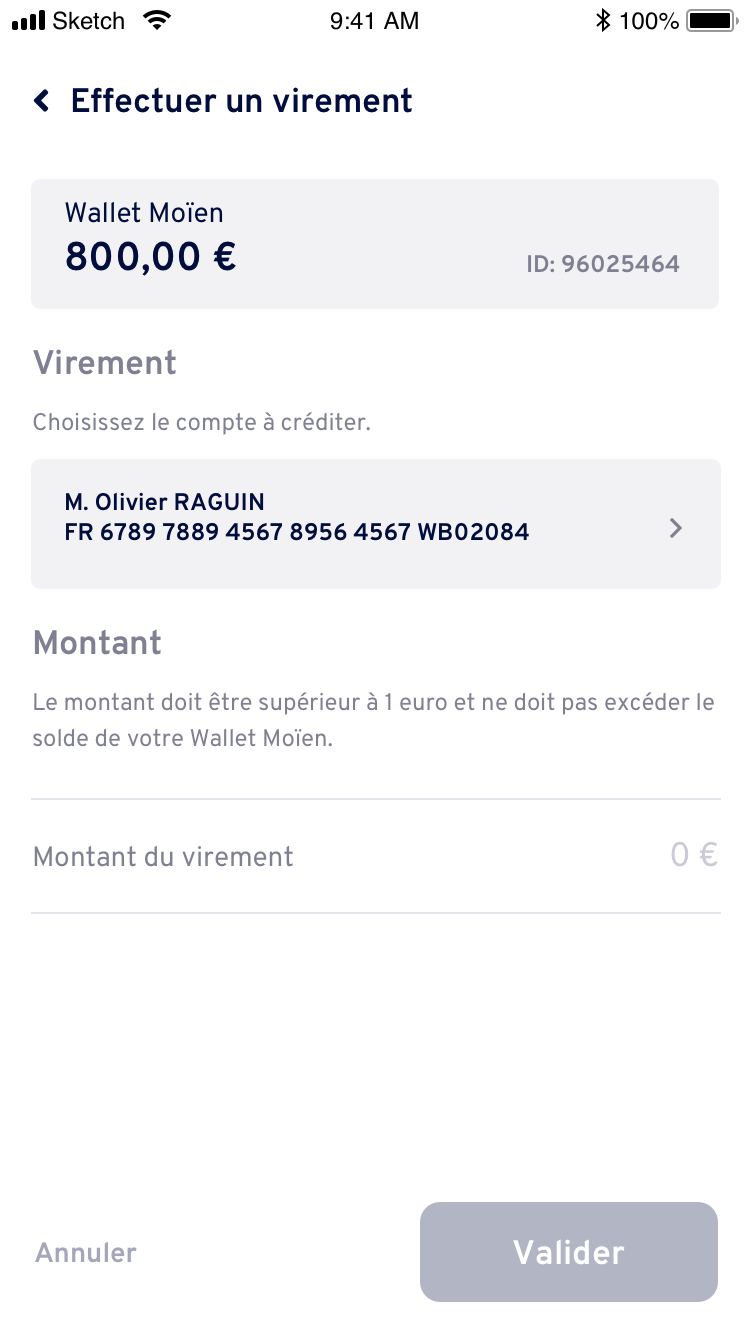 Sketch 9:41 AM 100%
Effectuer un virement
Wallet Moïen
800,00 €
ID: 96025464
Virement
Choisissez le compte à créditer.
M. Olivier RAGUIN
FR 6789 7889 4567 8956 4567 WB02084
Montant
Le montant doit être supérieur à 1 euro et ne doit pas excéder le
solde de votre Wallet Moïen.
Montant du virement 0 €
Annuler Valider